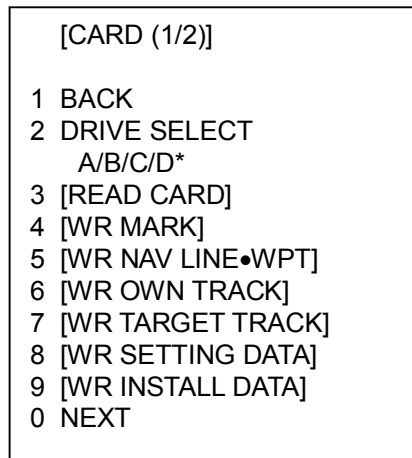 [CARD (1/2)]
1 BACK
2 DRIVE SELECT
A/B/C/D*
3 [READ CARD]
4 [WR MARK]
5 [WR NAV LINE•WPT]
6 [WR OWN TRACK]
7 [WR TARGET TRACK]
8 [WR SETTING DATA]
9 [WR INSTALL DATA]
0 NEXT